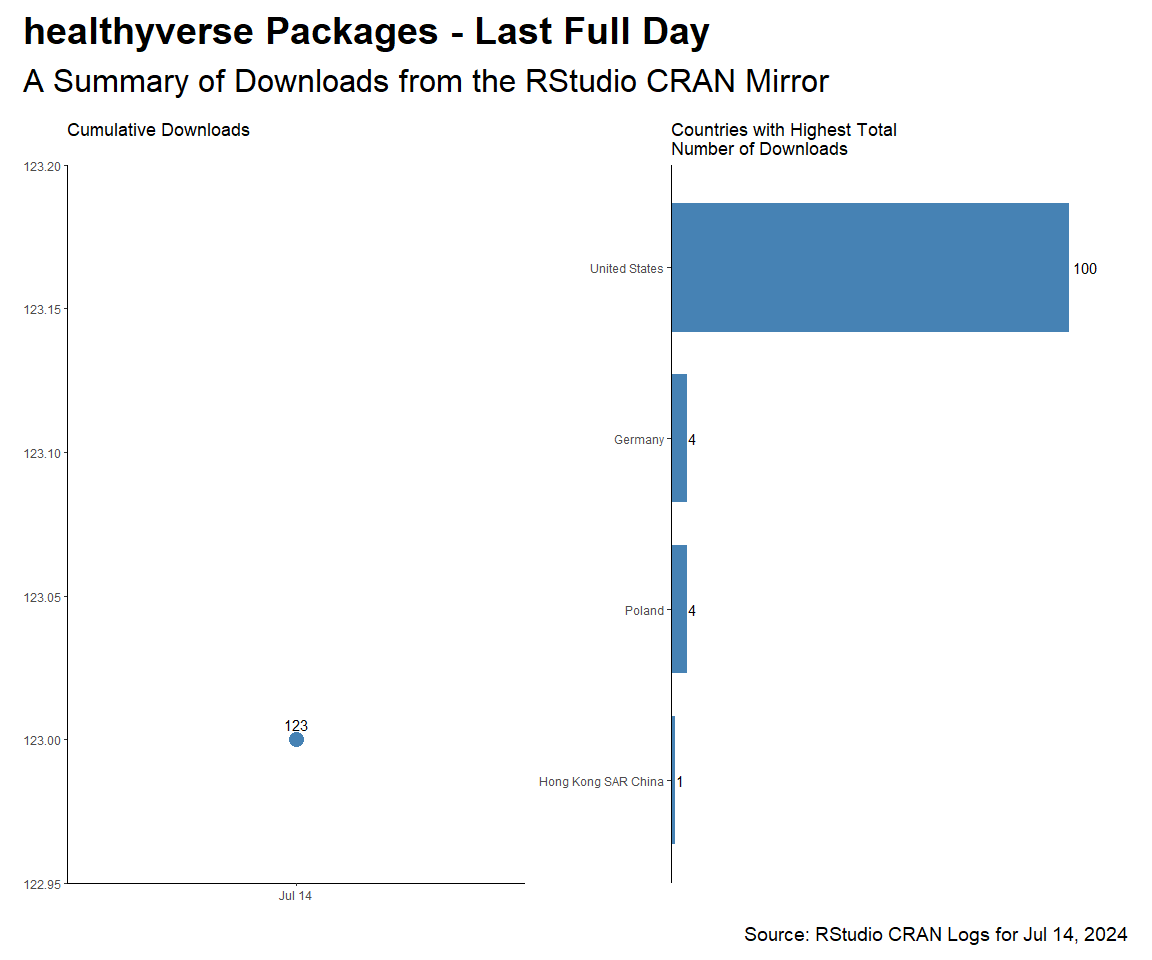 healthyverse Packages - Last Full Day
A Summary of Downloads from the RStudio CRAN Mirror
Cumulative Downloads
123.20
123.15
123.10
123.05
123.00
122.95
123
Jul 14
Countries with Highest Total
Number of Downloads
United States
100
Germany
4
Poland
4
Hong Kong SAR China
1
Source: RStudio CRAN Logs for Jul 14, 2024